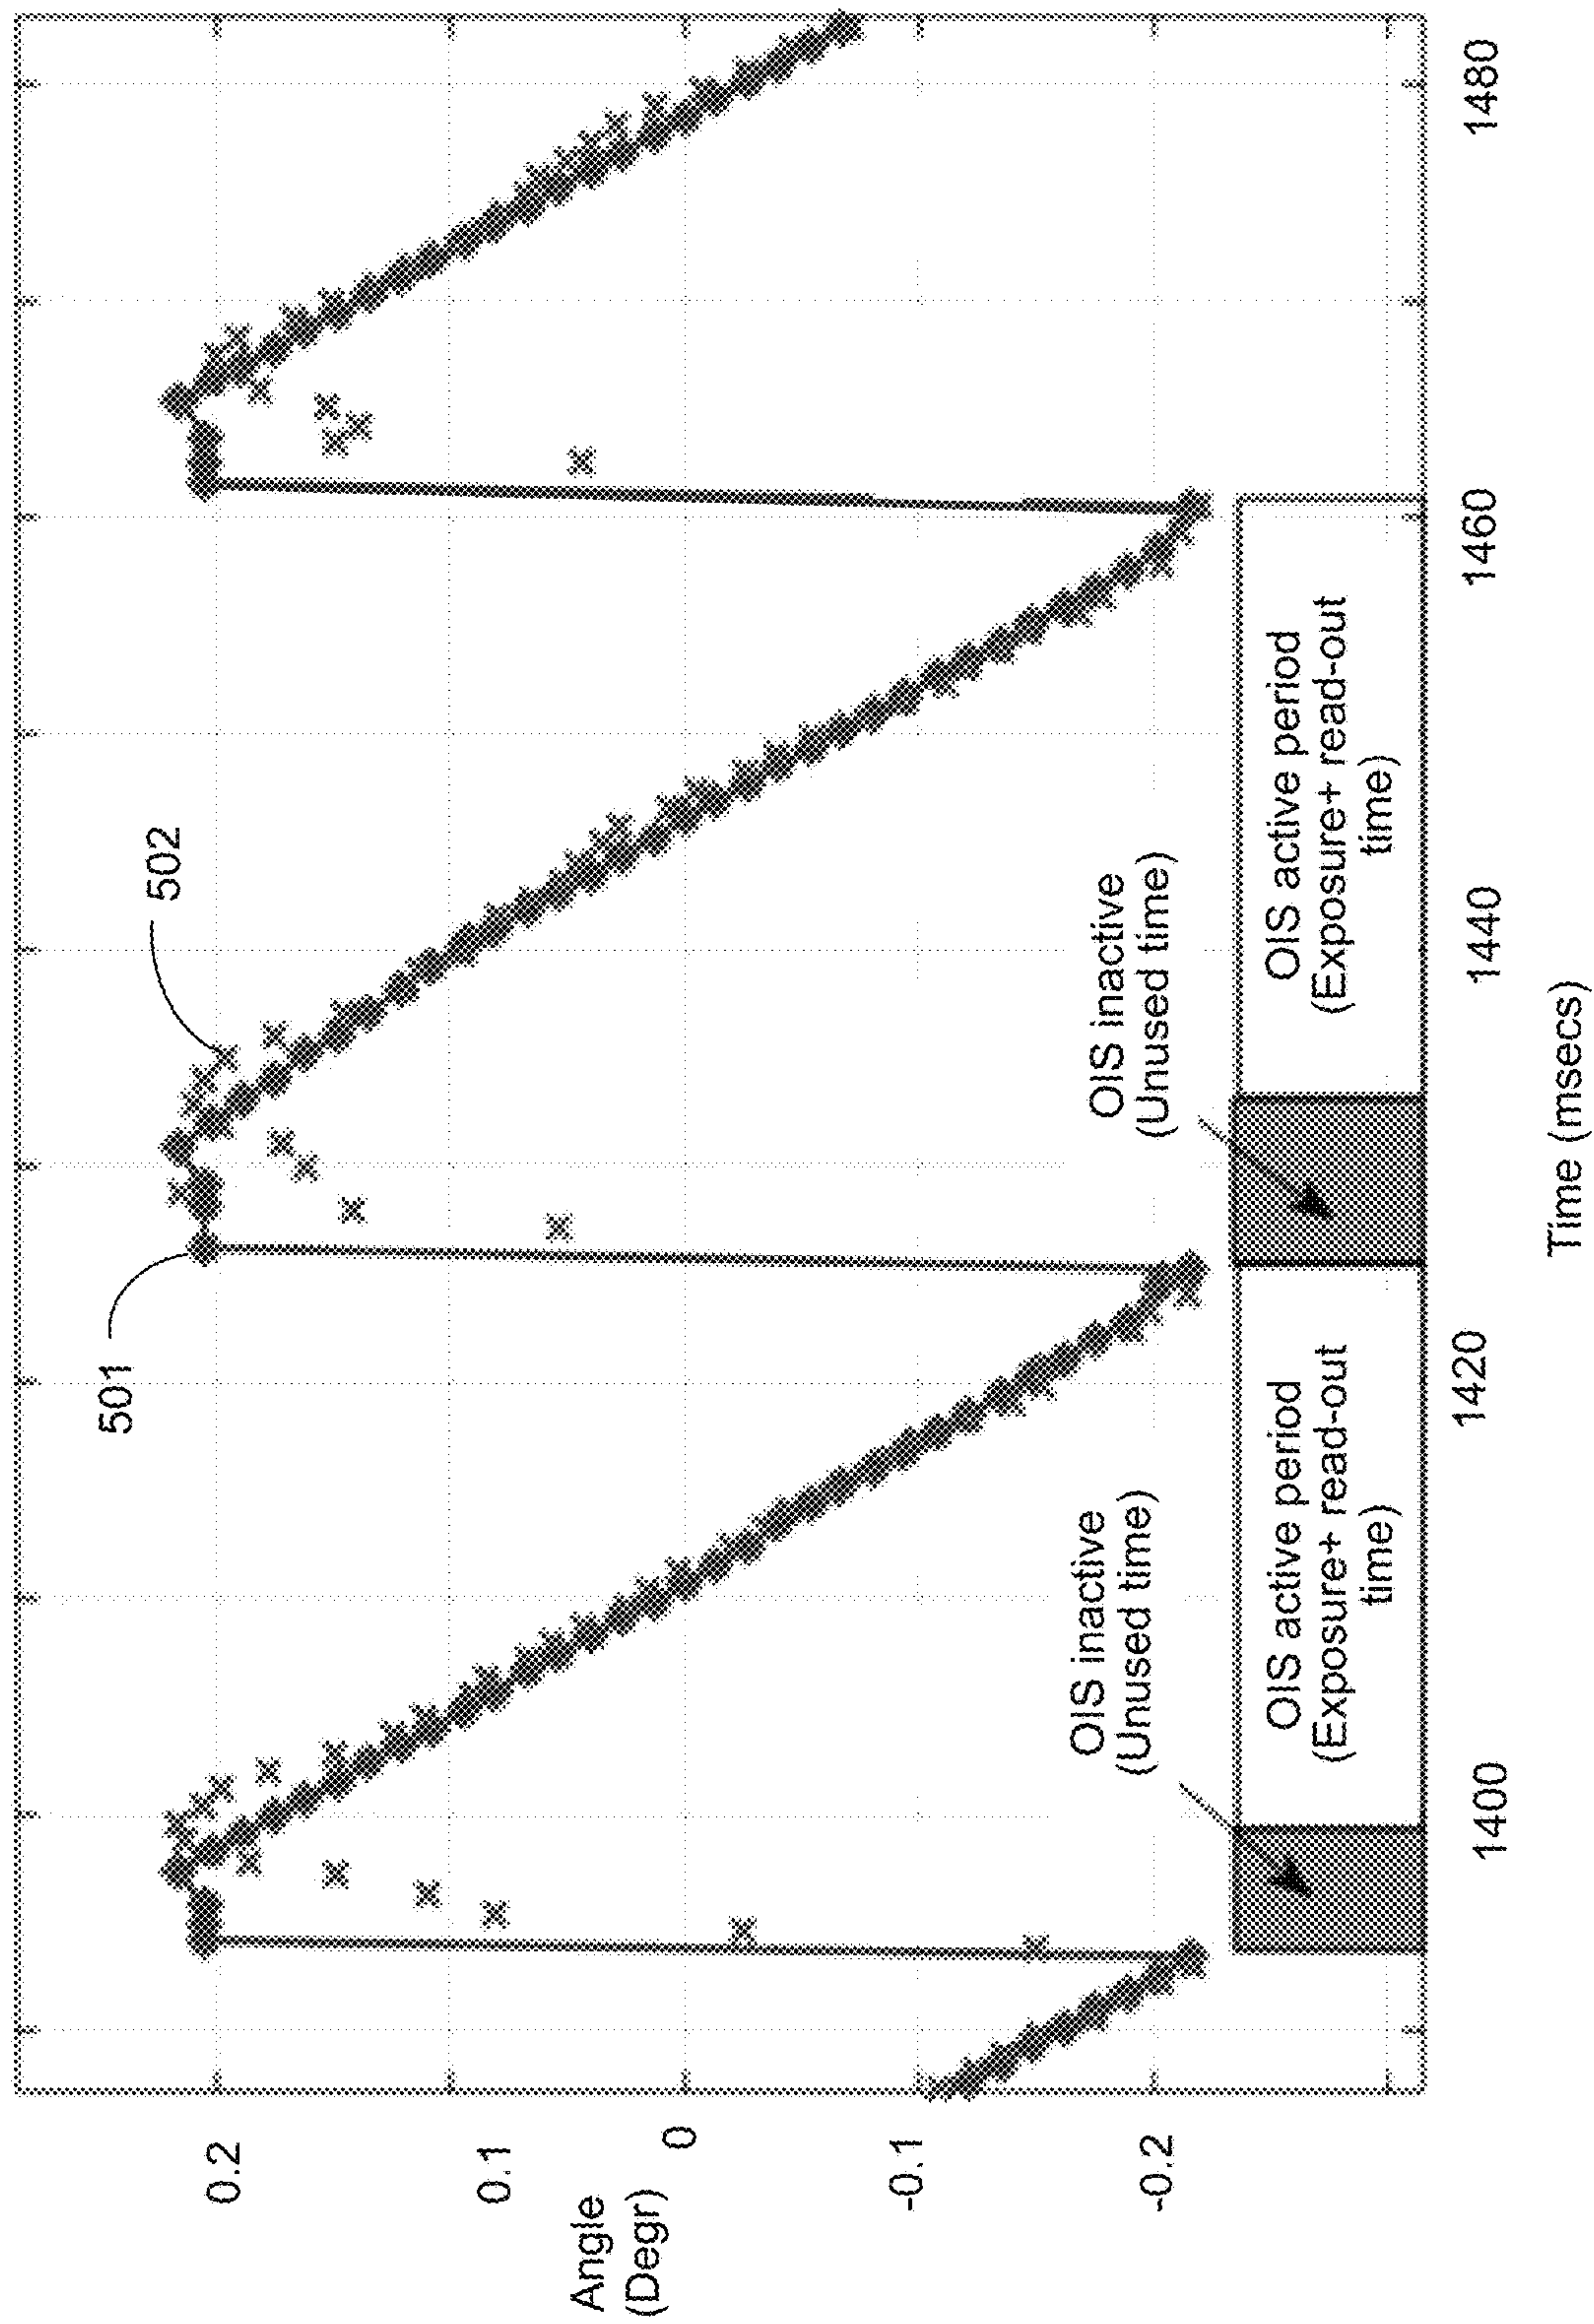 501
502
Angle
(Degr)
0.2
0.1
0
-0.1
-0.2
OIS inactive
(Unused time)
OIS inactive
(Unused time)
OIS active period
(Exposure+ read-out
time)
OIS active period
(Exposure+ read-out
time)
1400
1420
1440
1460
1480
Time (msecs)